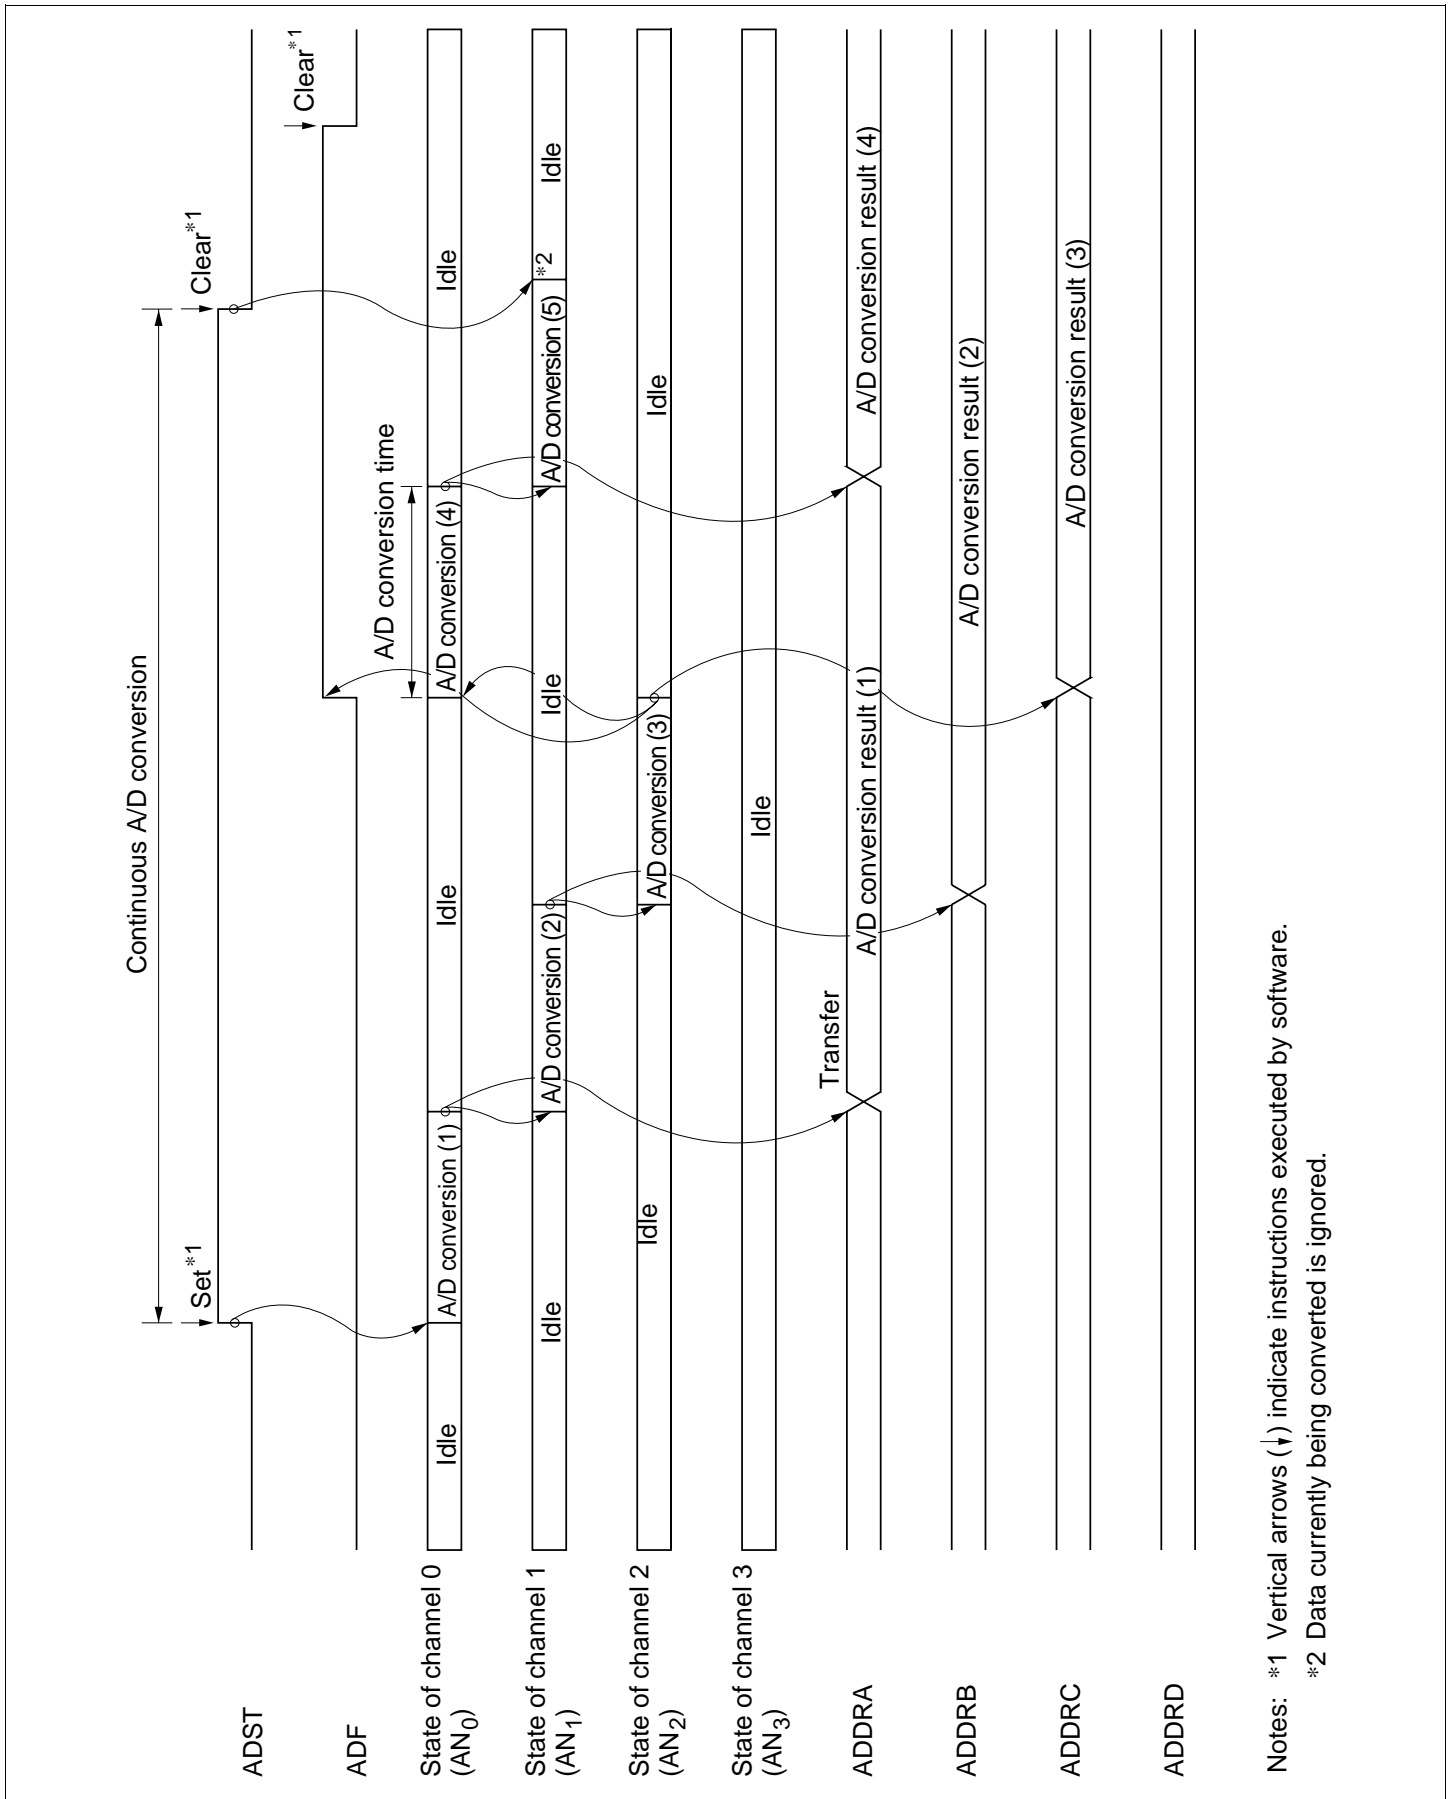 Continuous A/D conversion
Set*1
Clear*1
ADST
Clear*1
ADF
A/D conversion time
State of channel 0
(AN0)
Idle
A/D conversion (1)
Idle
A/D conversion (4)
Idle
State of channel 1
(AN1)
Idle
A/D conversion (2)
Idle
A/D conversion (5)
*2
Idle
State of channel 2
(AN2)
Idle
A/D conversion (3)
Idle
State of channel 3
(AN3)
Idle
Transfer
ADDRA
A/D conversion result (1)
A/D conversion result (4)
ADDRB
A/D conversion result (2)
ADDRC
A/D conversion result (3)
ADDRD
Notes: *1 Vertical arrows (↓) indicate instructions executed by software.
*2 Data currently being converted is ignored.